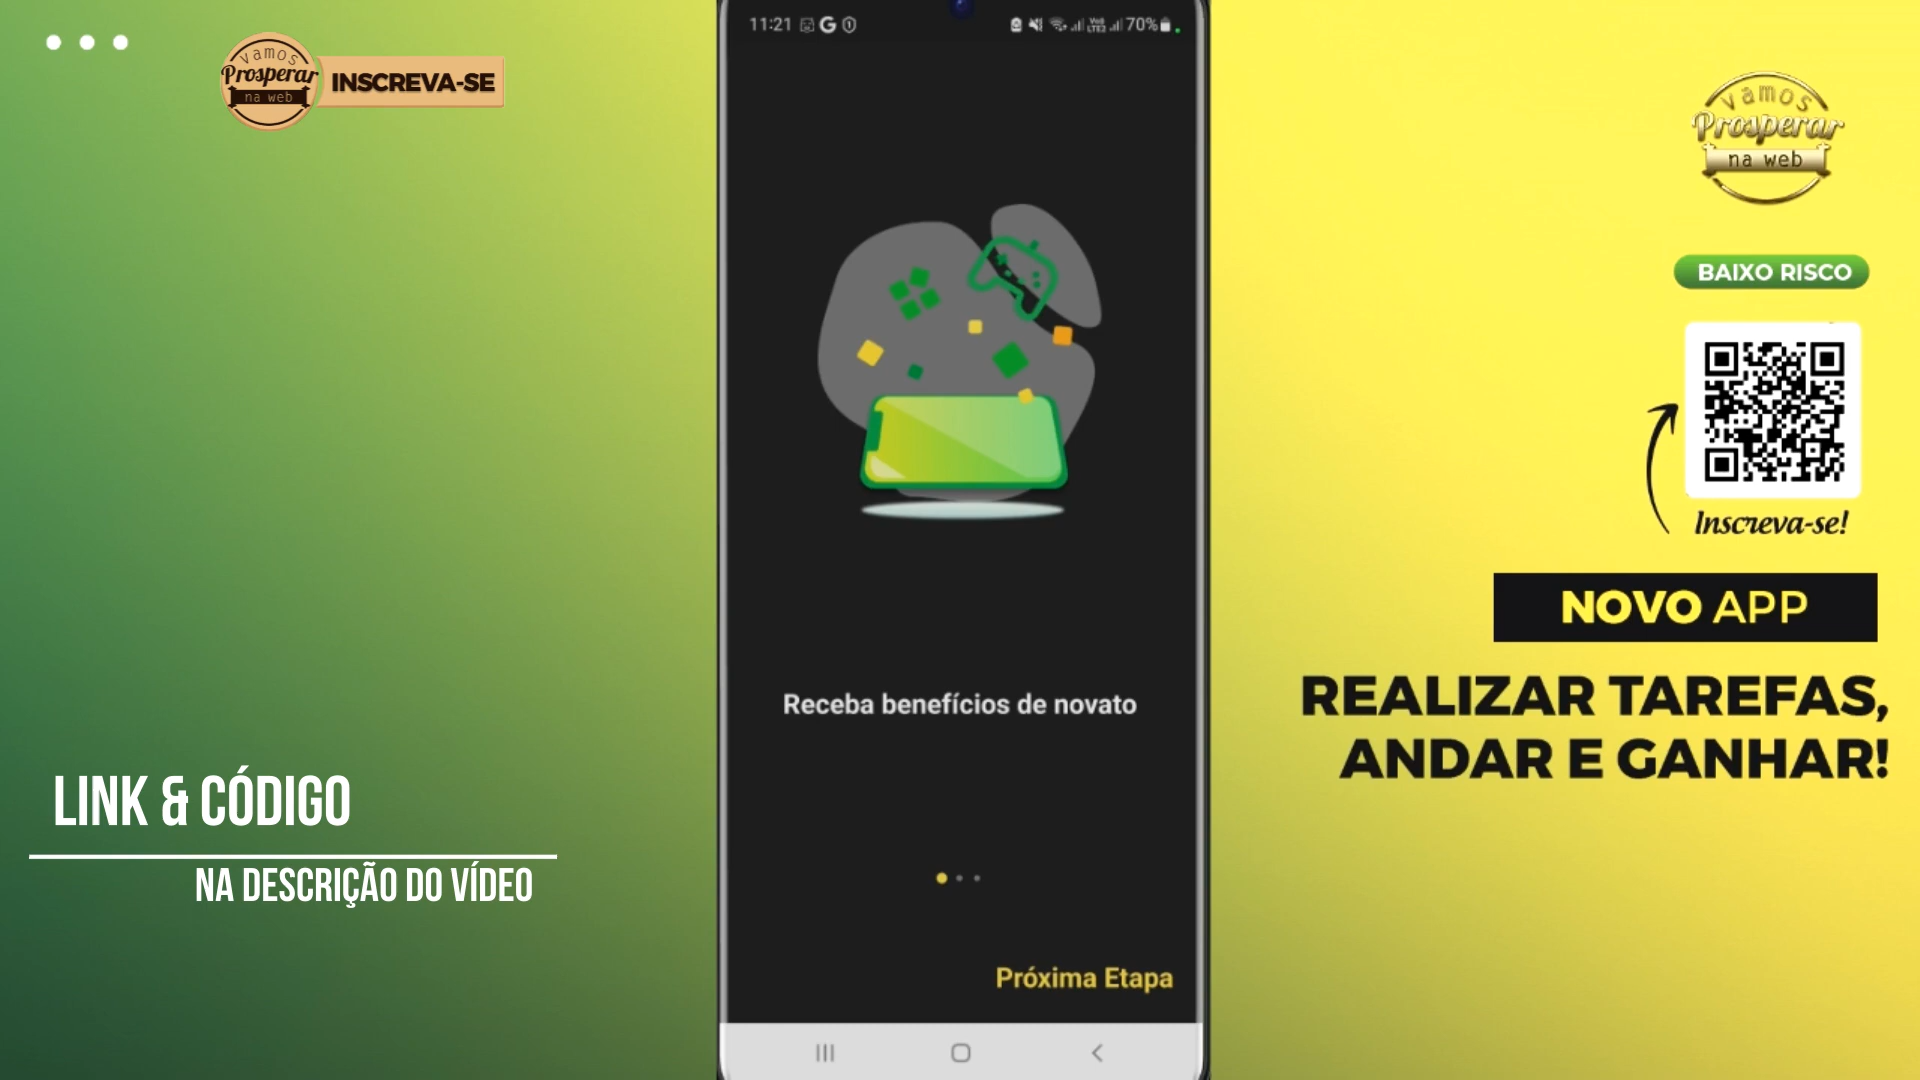 vamos
Prosperar
na web
INSCREVA-SE
11:21
70%
vamos
Prosperar
na web
BAIXO RISCO
Inscreva-se!
NOVO APP
REALIZAR TAREFAS,
ANDAR E GANHAR!
Receba benefícios de novato
LINK & CÓDIGO
NA DESCRIÇÃO DO VÍDEO
Próxima Etapa